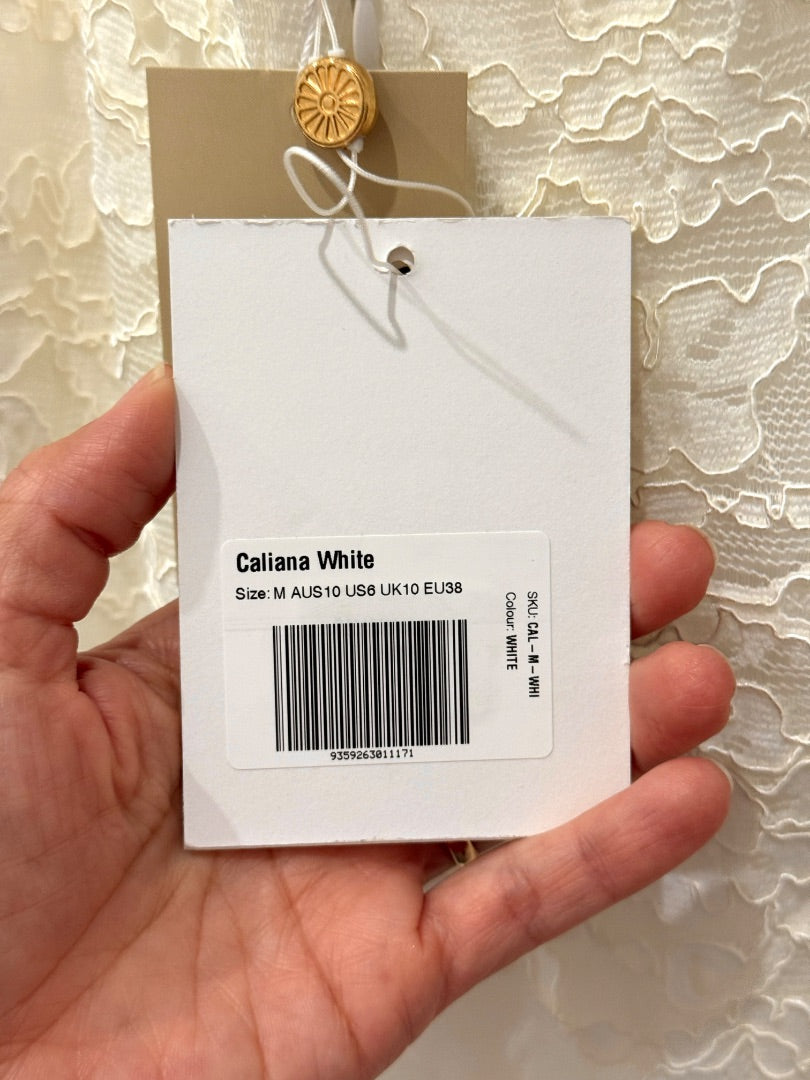 Caliana White
Size: M AUS10 US6 UK10 EU38
9359263011171
SKU: CAL – M – WHI
Colour: WHITE